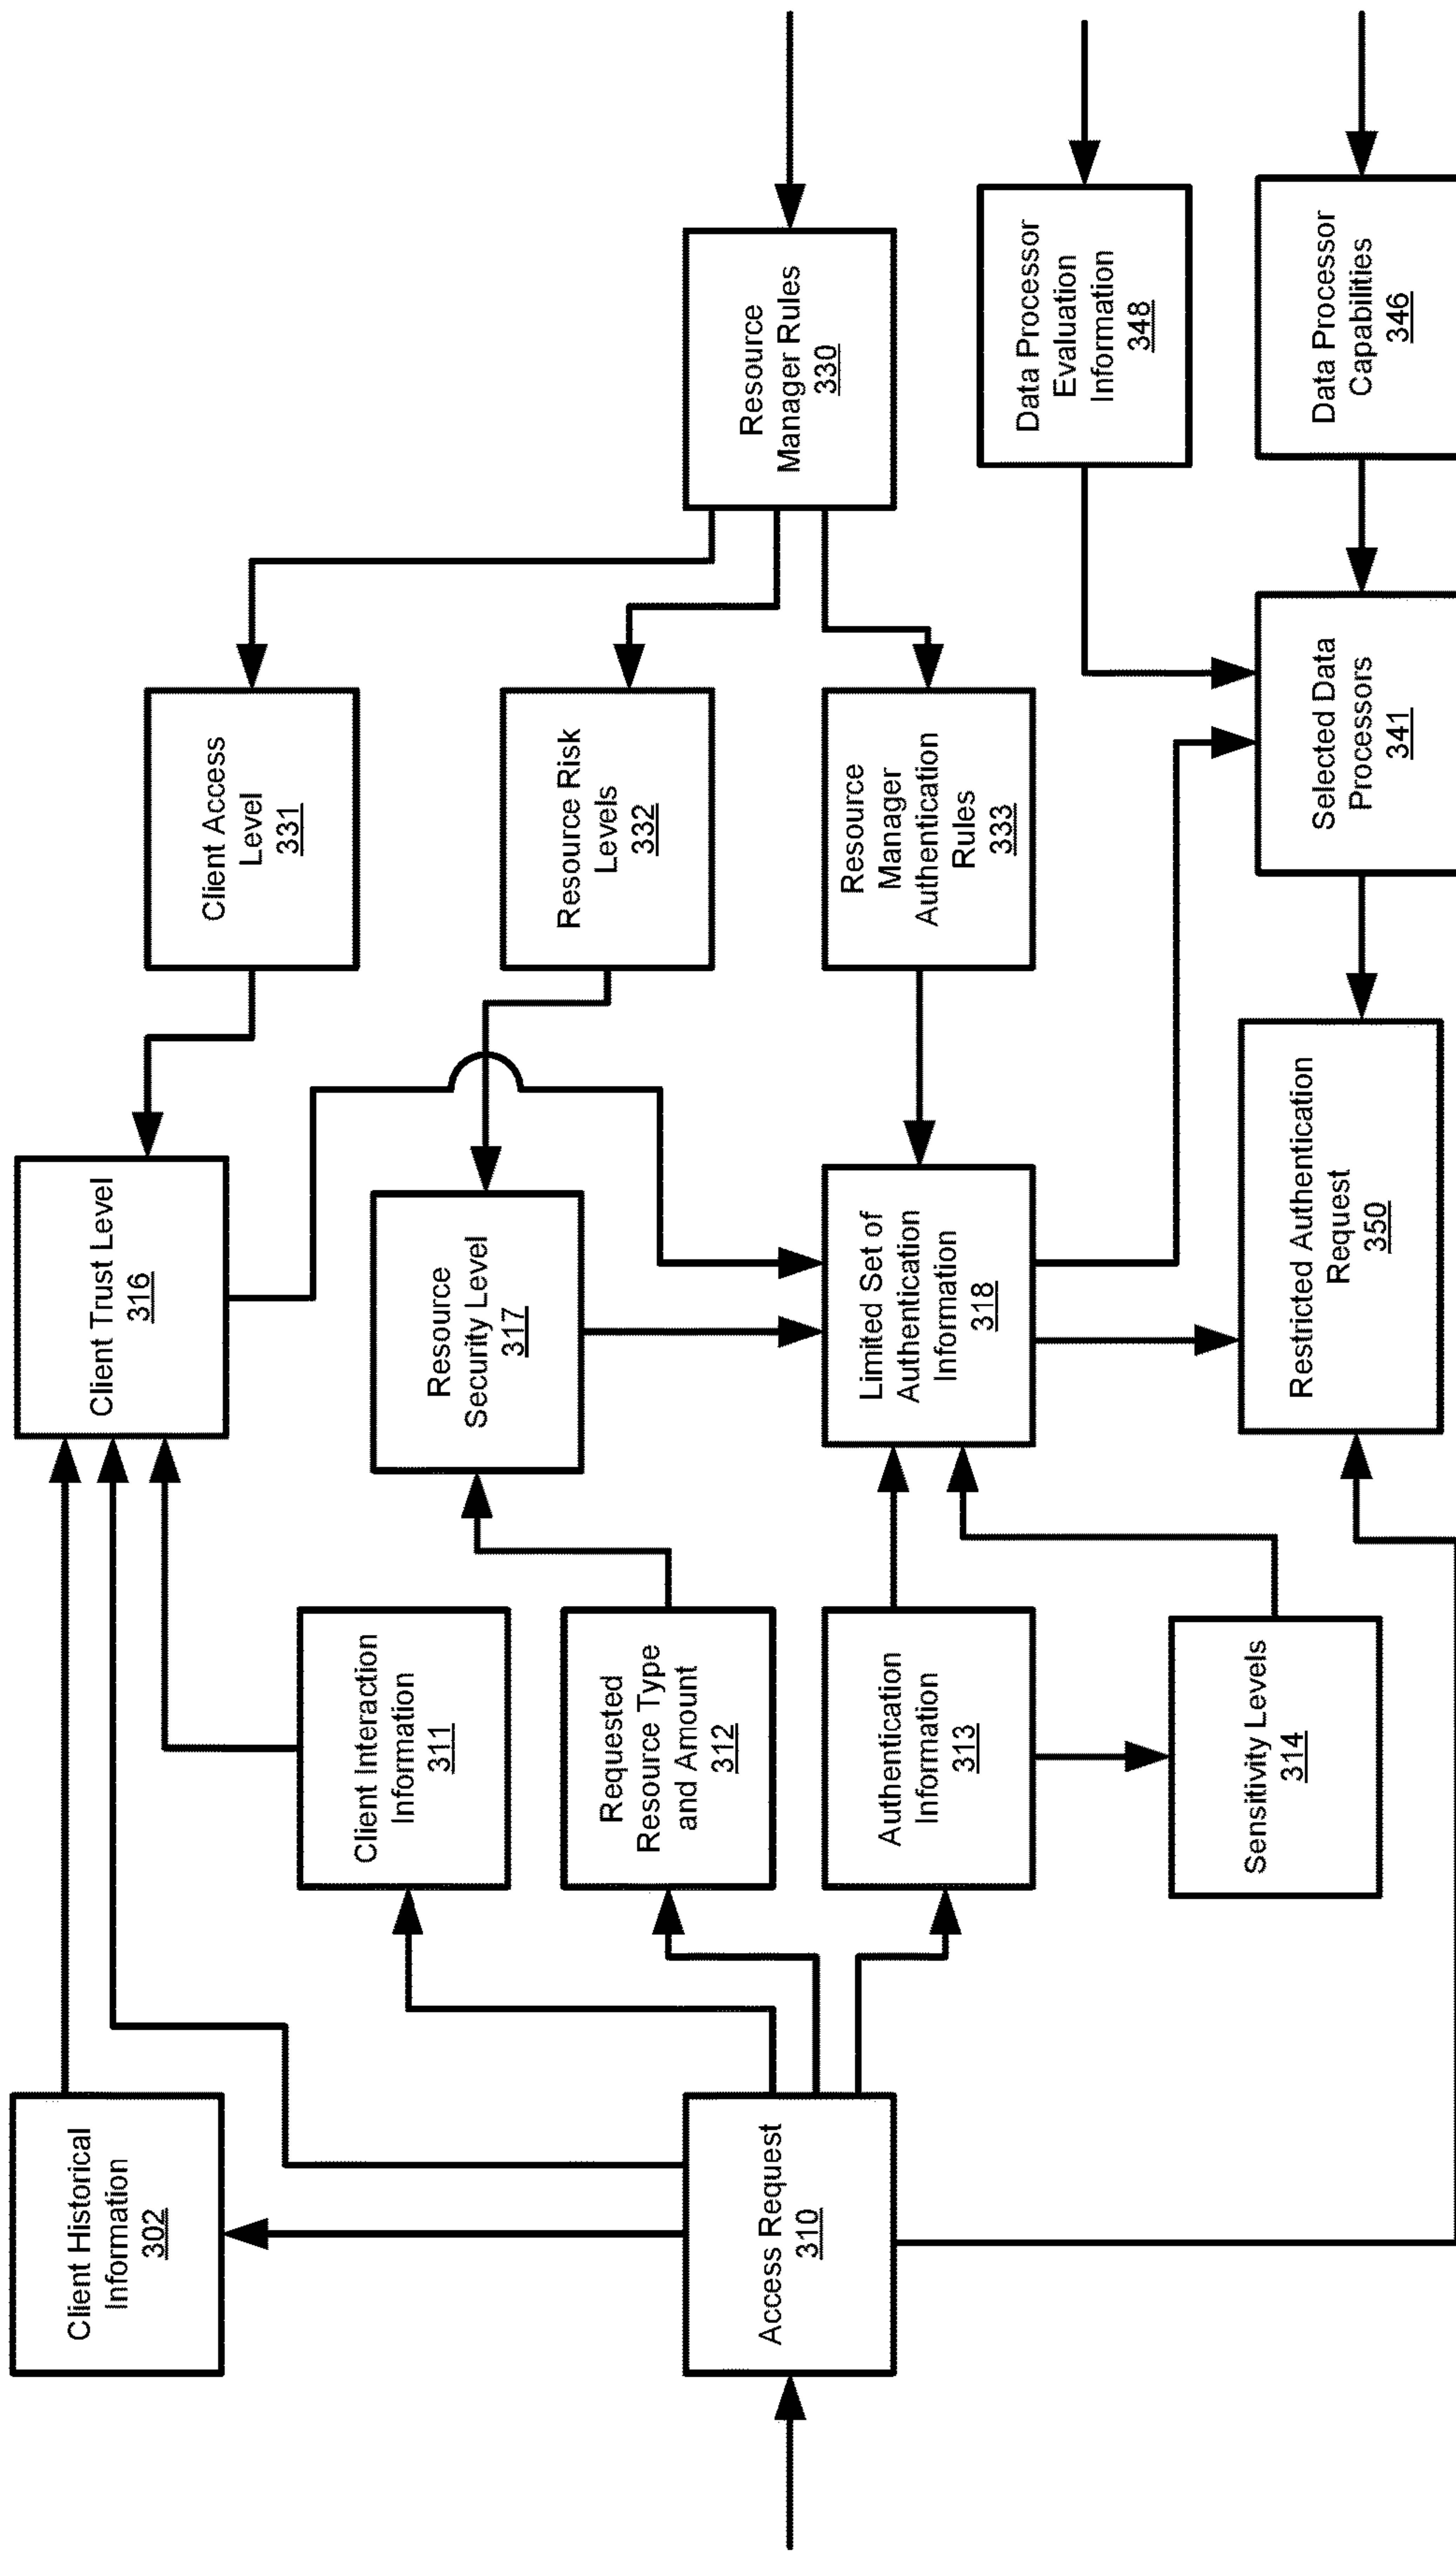 Client Historical
Information
302
Access Request
310
Client Interaction
Information
311
Requested
Resource Type
and Amount
312
Authentication
Information
313
Sensitivity Levels
314
Client Trust Level
316
Resource
Security Level
317
Limited Set of
Authentication
Information
318
Restricted Authentication
Request
350
Client Access
Level
331
Resource Risk
Levels
332
Resource
Manager
Authentication
Rules
333
Selected Data
Processors
341
Resource
Manager Rules
330
Data Processor
Evaluation
Information
348
Data Processor
Capabilities
346